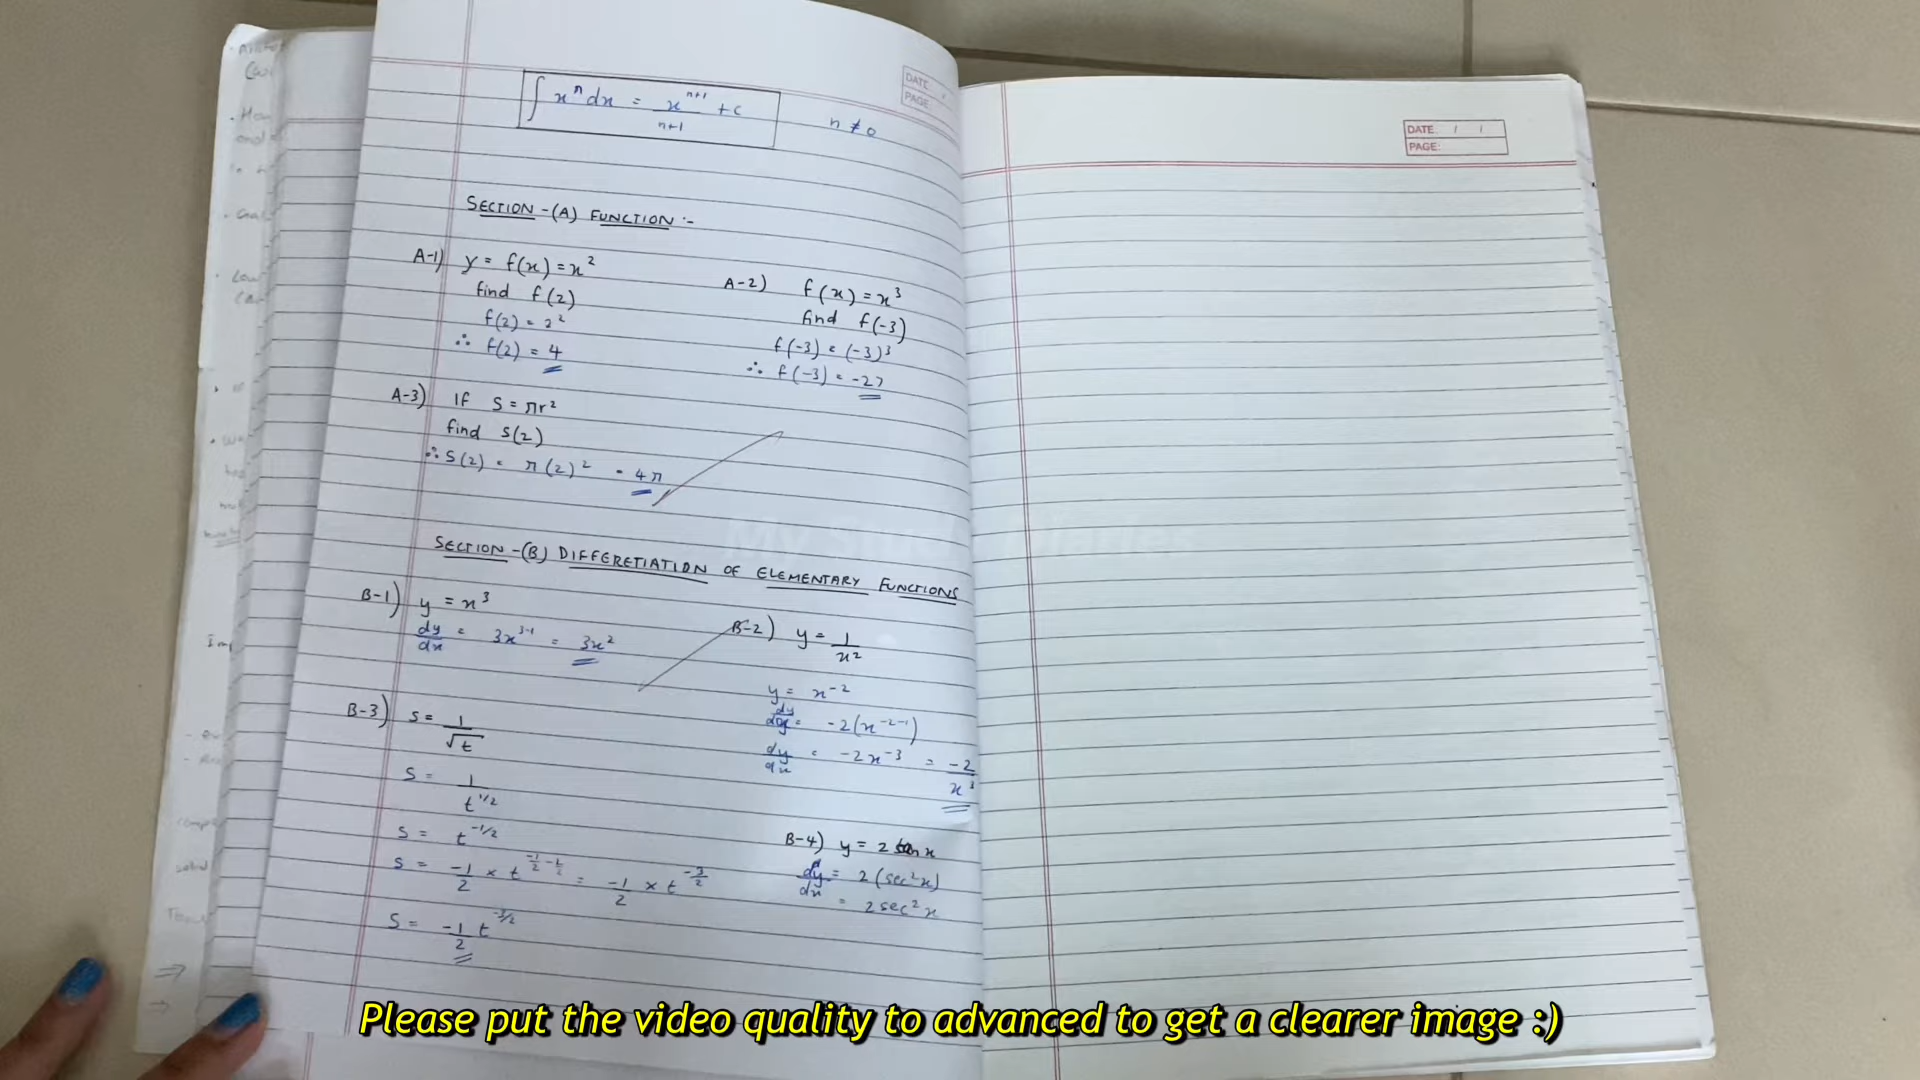 ∫ xⁿ dx = xⁿ⁺¹/n+1 + c    n ≠ 0
DATE
PAGE:
SECTION -(A) FUNCTION :-
A-1) y = f(x) = x²
find f(2)
f(2) = 2²
∴ f(2) = 4
A-2) f(x) = x³
find f(-3)
f(-3) = (-3)³
∴ f(-3) = -27
A-3) If S = πr²
find S(2)
∴ S(2) = π(2)² = 4π
My Study Diaries
SECTION -(B) DIFFERETIATION OF ELEMENTARY FUNCTIONS
B-1) y = x³
dy/dx = 3x³⁻¹ = 3x²
B-2) y = 1/x²
y = x⁻²
dy/dx = -2(x⁻²⁻¹)
dy/dx = -2x⁻³ = -2/x³
B-3) S = 1/√t
S = 1/t^1/2
S = t^-1/2
S = -1/2 × t^-1/2-1/2 = -1/2 × t^-3/2
S = -1/2 t^-3/2
B-4) y = 2 tan x
dy/dx = 2(sec²x)
= 2sec²x
DATE: / /
PAGE:
Please put the video quality to advanced to get a clearer image :)